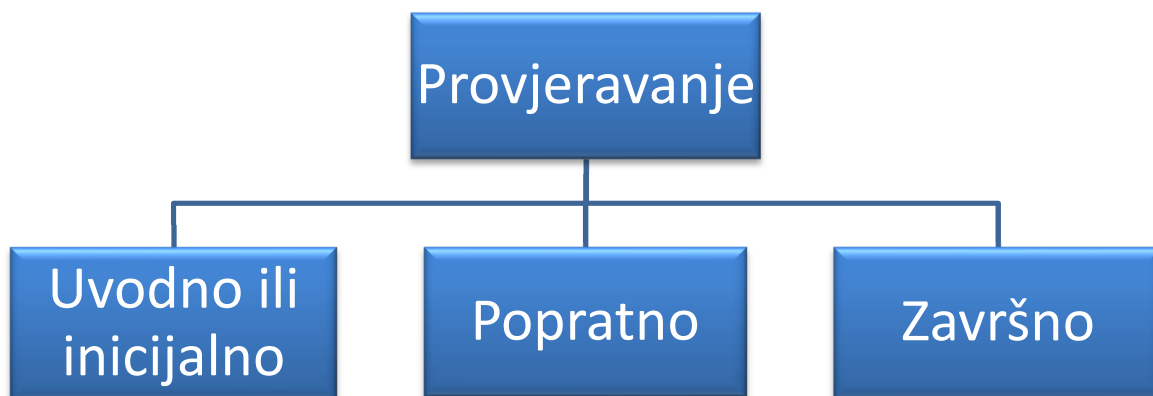 Provjeravanje
Uvodno ili
inicijalno
Popratno
Završno